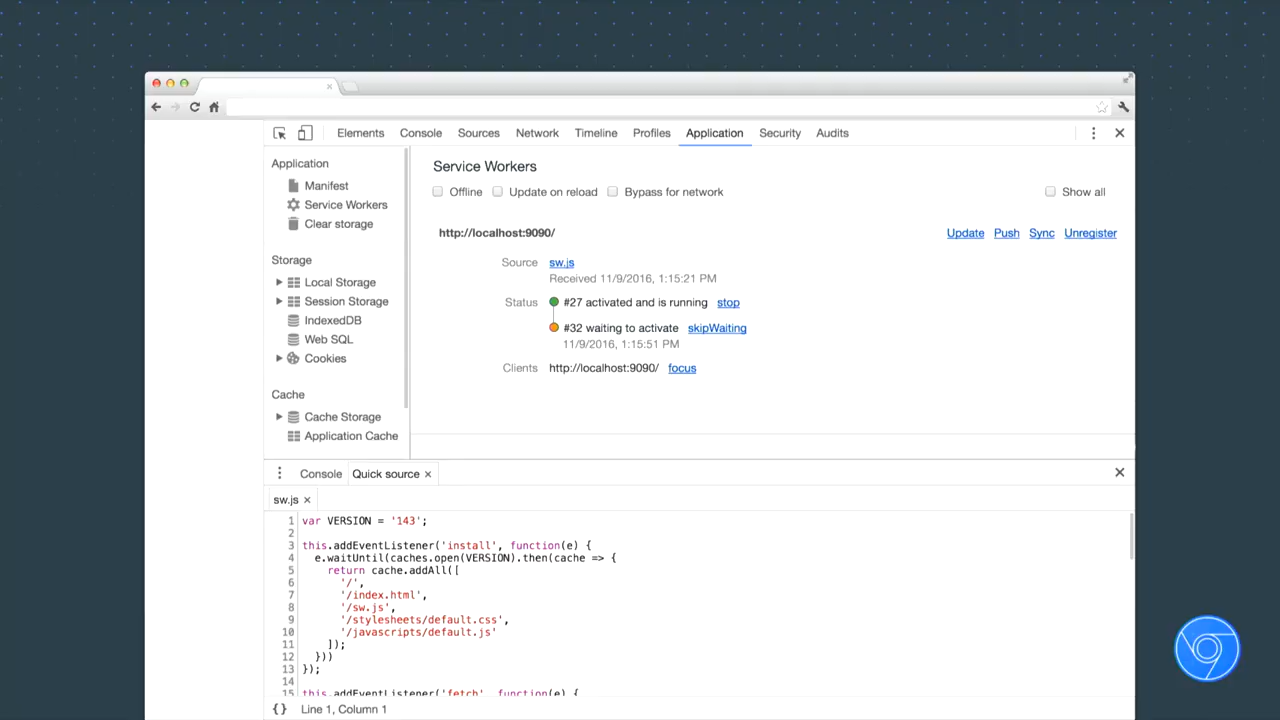 Elements Console Sources Network Timeline Profiles Application Security Audits
Application
Manifest
Service Workers
Clear storage
Storage
Local Storage
Session Storage
IndexedDB
Web SQL
Cookies
Cache
Cache Storage
Application Cache
Service Workers
Offline Update on reload Bypass for network Show all
http://localhost:9090/ Update Push Sync Unregister
Source sw.js
Received 11/9/2016, 1:15:21 PM
Status #27 activated and is running stop
#32 waiting to activate skipWaiting
11/9/2016, 1:15:51 PM
Clients http://localhost:9090/ focus
Console Quick source
sw.js
1 var VERSION = '143';
2
3 this.addEventListener('install', function(e) {
4 e.waitUntil(caches.open(VERSION).then(cache => {
5 return cache.addAll([
6 '/',
7 '/index.html',
8 '/sw.js',
9 '/stylesheets/default.css',
10 '/javascripts/default.js'
11 ]);
12 }))
13 });
14
15 this.addEventListener('fetch', function(e) {
{} Line 1, Column 1